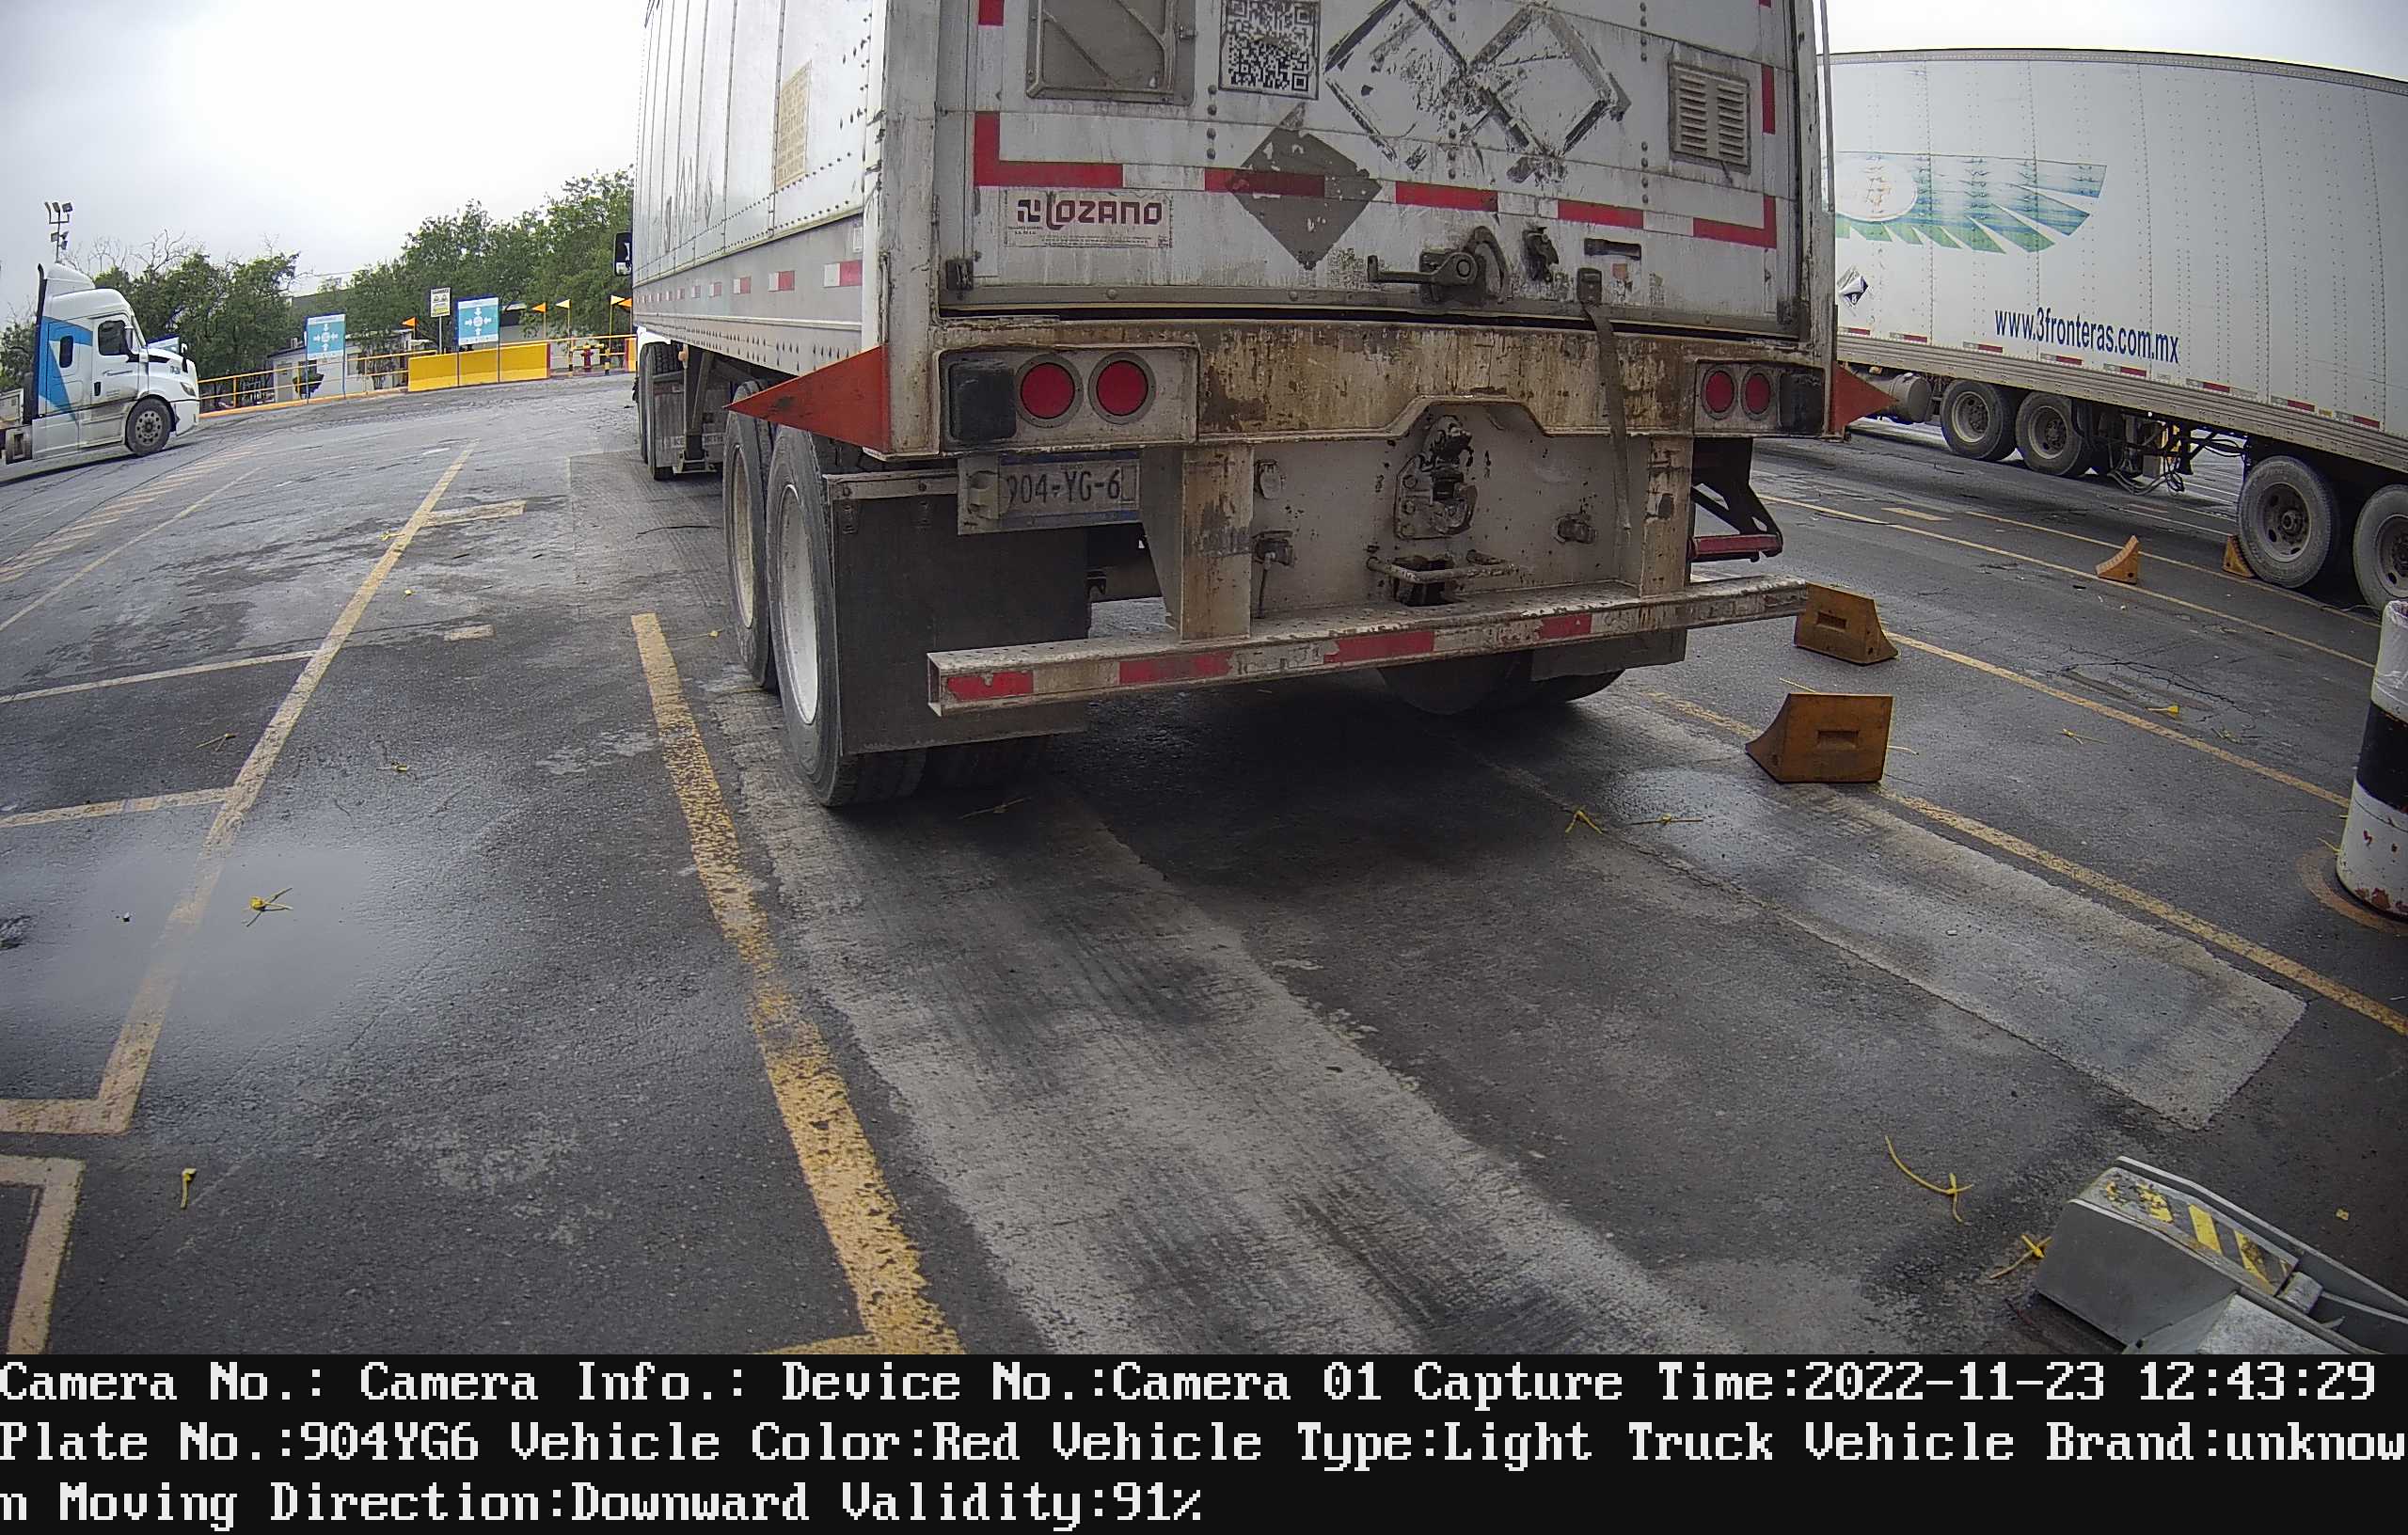 LOZANO
www.3fronteras.com.mx
8
904-YG-6
Camera No.: Camera Info.: Device No.:Camera 01 Capture Time:2022-11-23 12:43:29
Plate No.:904YG6 Vehicle Color:Red Vehicle Type:Light Truck Vehicle Brand:unknow
n Moving Direction:Downward Validity:91%